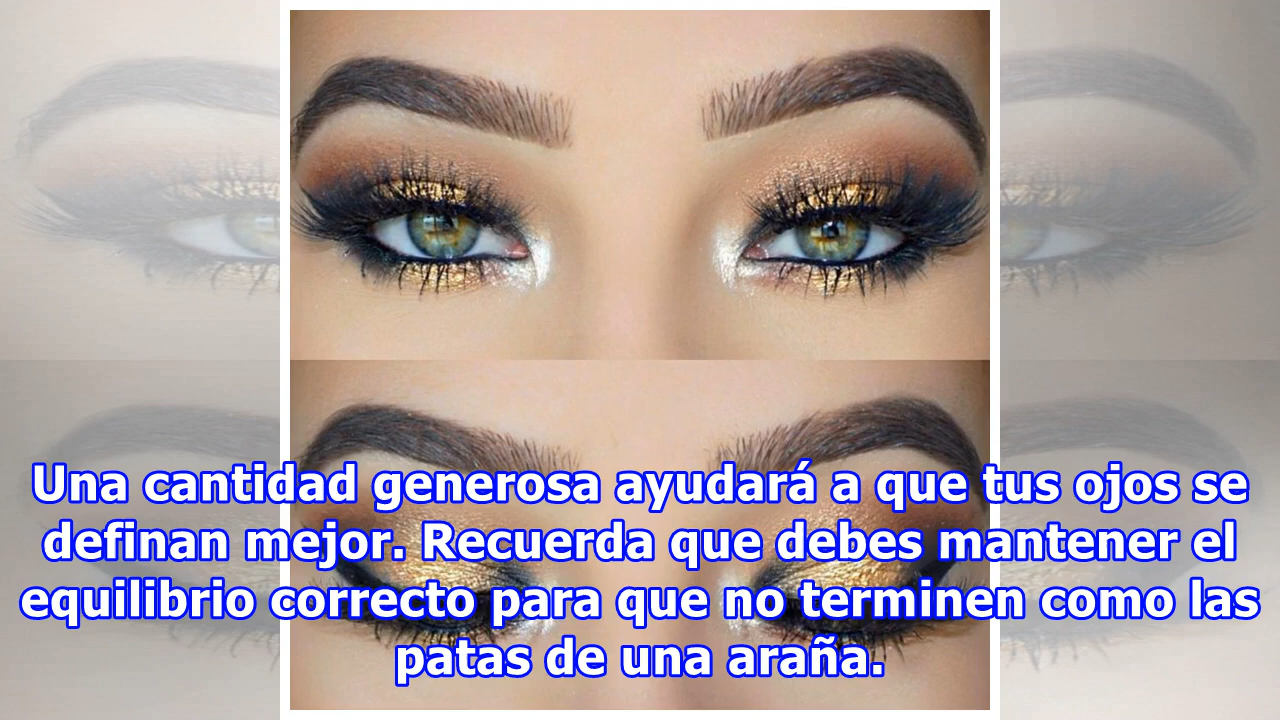 Una cantidad generosa ayudará a que tus ojos se
definan mejor. Recuerda que debes mantener el
equilibrio correcto para que no terminen como las
patas de una araña.